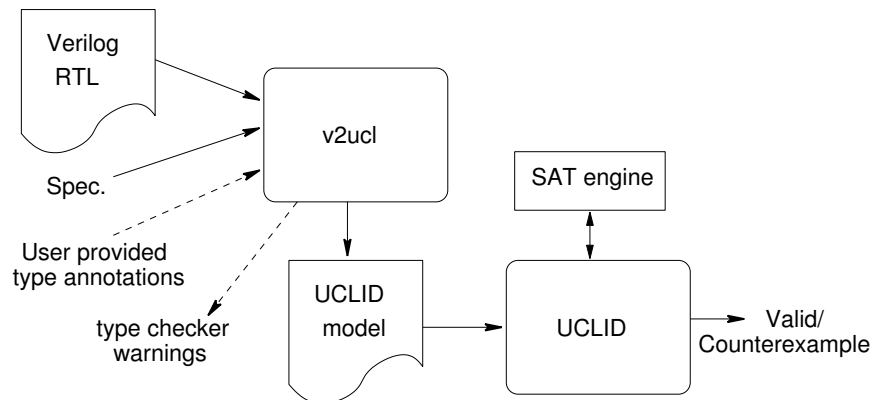 Verilog
RTL
v2ucl
Spec.
SAT engine
User provided
type annotations
type checker
warnings
UCLID
model
UCLID
Valid/
Counterexample